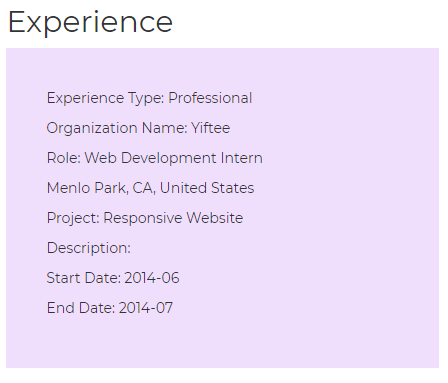 Experience
Experience Type: Professional
Organization Name: Yiftee
Role: Web Development Intern
Menlo Park, CA, United States
Project: Responsive Website
Description:
Start Date: 2014-06
End Date: 2014-07